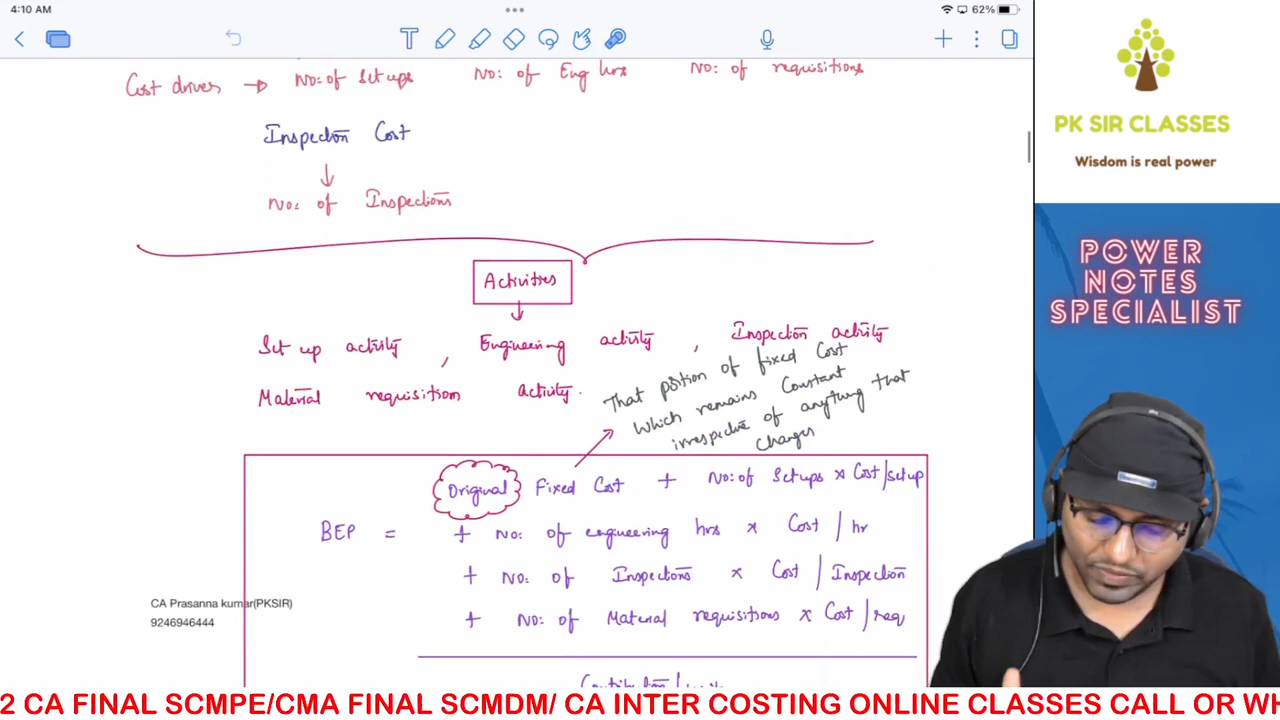 4:10 AM
62%
Cost drives → No: of Set ups No: of Eng hrs No: of requisitions
Inspection Cost
No: of Inspections
Activities
Set up activity , Engineering activity , Inspection activity
Material requisition activity.
That portion of fixed Cost
Which remains Constant
irrespective of anything that
Changes
Original Fixed Cost + No: of Setups x Cost/setup
BEP = + No: of engineering hrs x Cost / hr
+ No: of Inspections x Cost / Inspection
+ No: of Material requisitions x Cost / req
CA Prasanna kumar(PKSIR)
9246946444
PK SIR CLASSES
Wisdom is real power
POWER
NOTES
SPECIALIST
2 CA FINAL SCMPE/CMA FINAL SCMDM/ CA INTER COSTING ONLINE CLASSES CALL OR WH